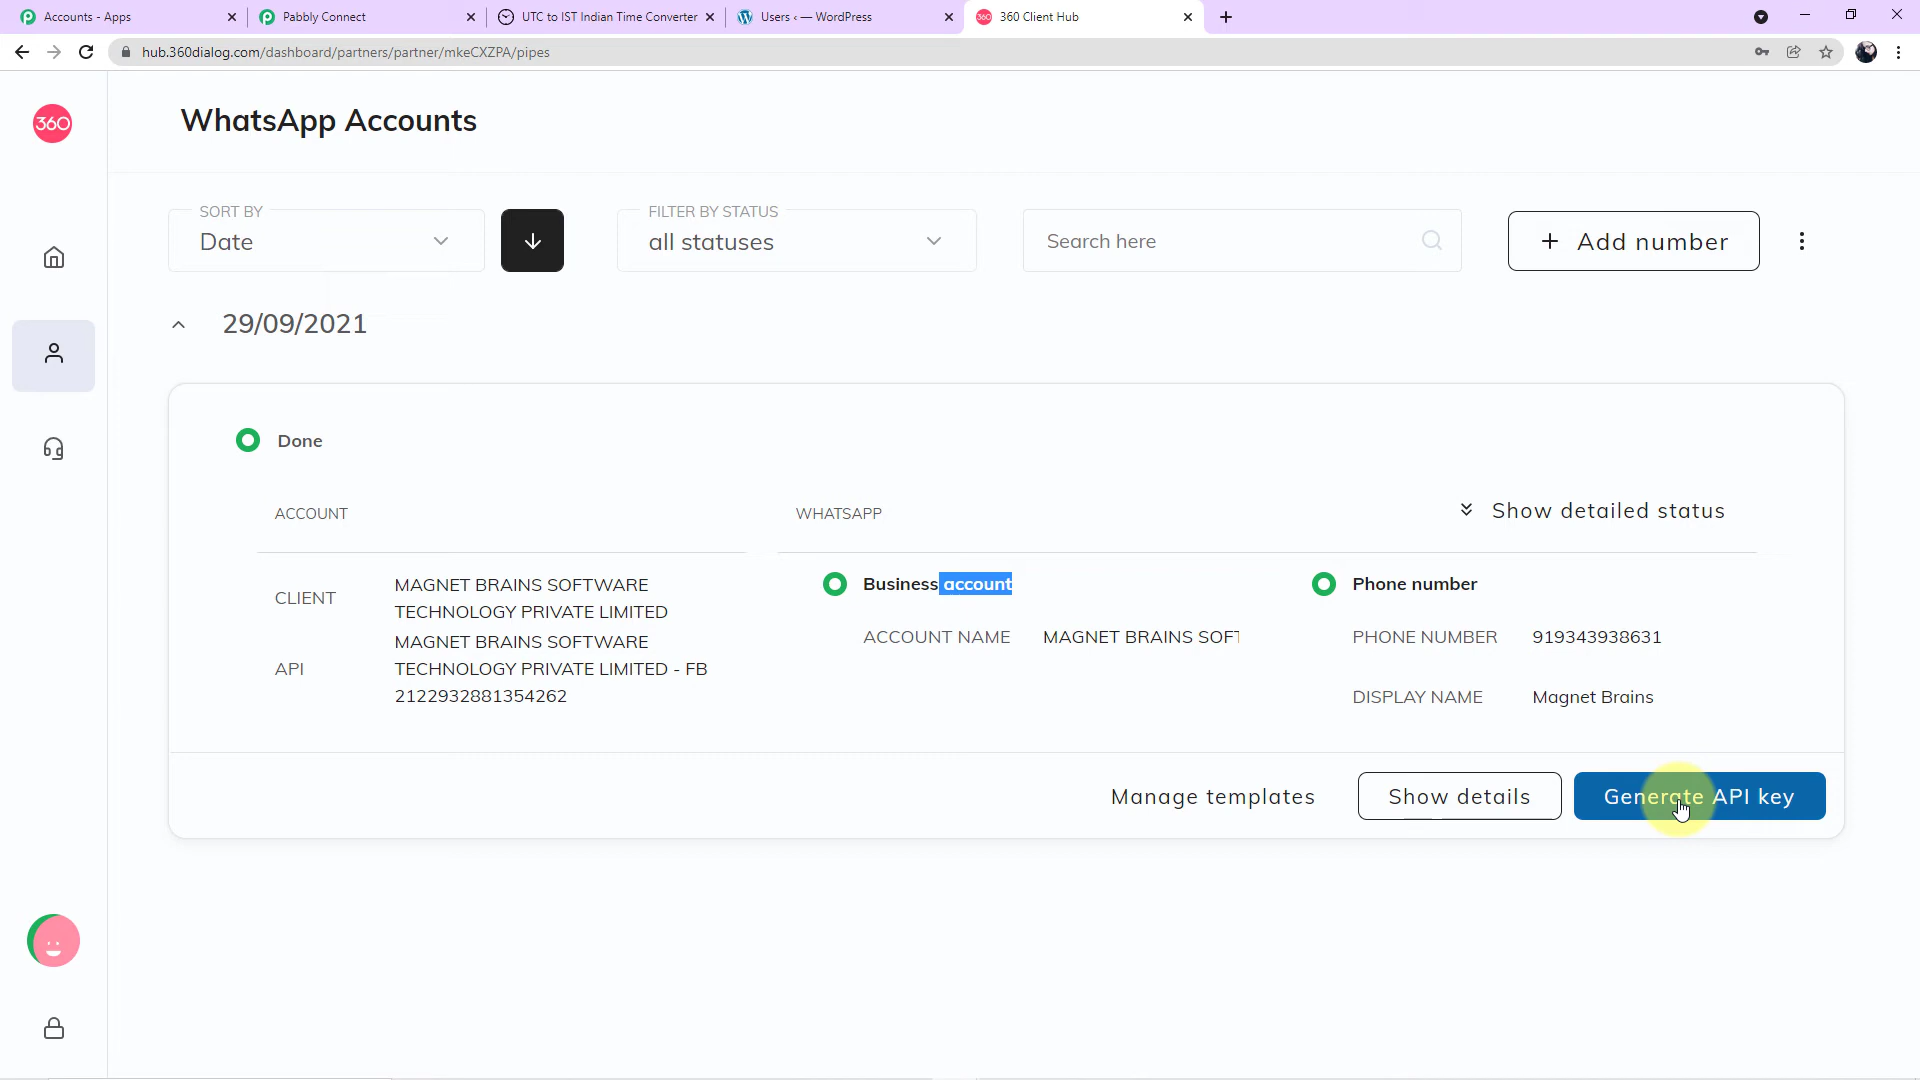 Accounts - Apps
Pabbly Connect
UTC to IST Indian Time Converter
Users ‹ — WordPress
360 Client Hub
hub.360dialog.com/dashboard/partners/partner/mkeCXZPA/pipes
360
WhatsApp Accounts
SORT BY
Date
FILTER BY STATUS
all statuses
Search here
+ Add number
29/09/2021
Done
ACCOUNT
WHATSAPP
Show detailed status
CLIENT
MAGNET BRAINS SOFTWARE
TECHNOLOGY PRIVATE LIMITED
API
MAGNET BRAINS SOFTWARE
TECHNOLOGY PRIVATE LIMITED - FB
2122932881354262
Business account
ACCOUNT NAME MAGNET BRAINS SOFT
Phone number
PHONE NUMBER 919343938631
DISPLAY NAME Magnet Brains
Manage templates
Show details
Generate API key